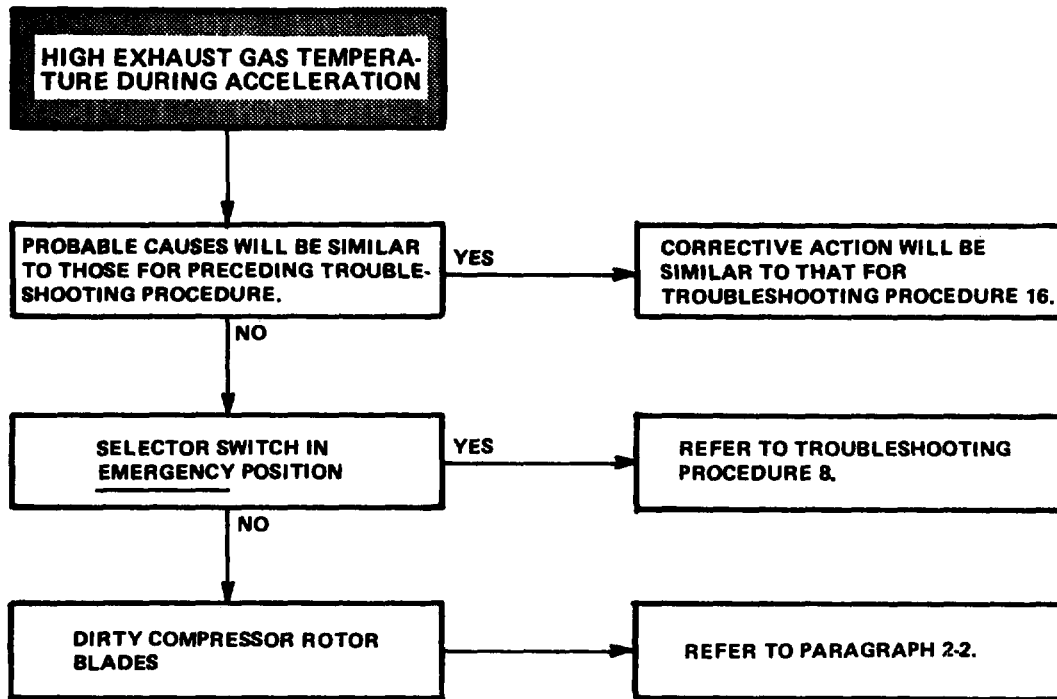 HIGH EXHAUST GAS TEMPERA-
TURE DURING ACCELERATION
PROBABLE CAUSES WILL BE SIMILAR
TO THOSE FOR PRECEDING TROUBLE-
SHOOTING PROCEDURE.
YES
CORRECTIVE ACTION WILL BE
SIMILAR TO THAT FOR
TROUBLESHOOTING PROCEDURE 16.
NO
SELECTOR SWITCH IN
EMERGENCY POSITION
YES
REFER TO TROUBLESHOOTING
PROCEDURE 8.
NO
DIRTY COMPRESSOR ROTOR
BLADES
REFER TO PARAGRAPH 2-2.